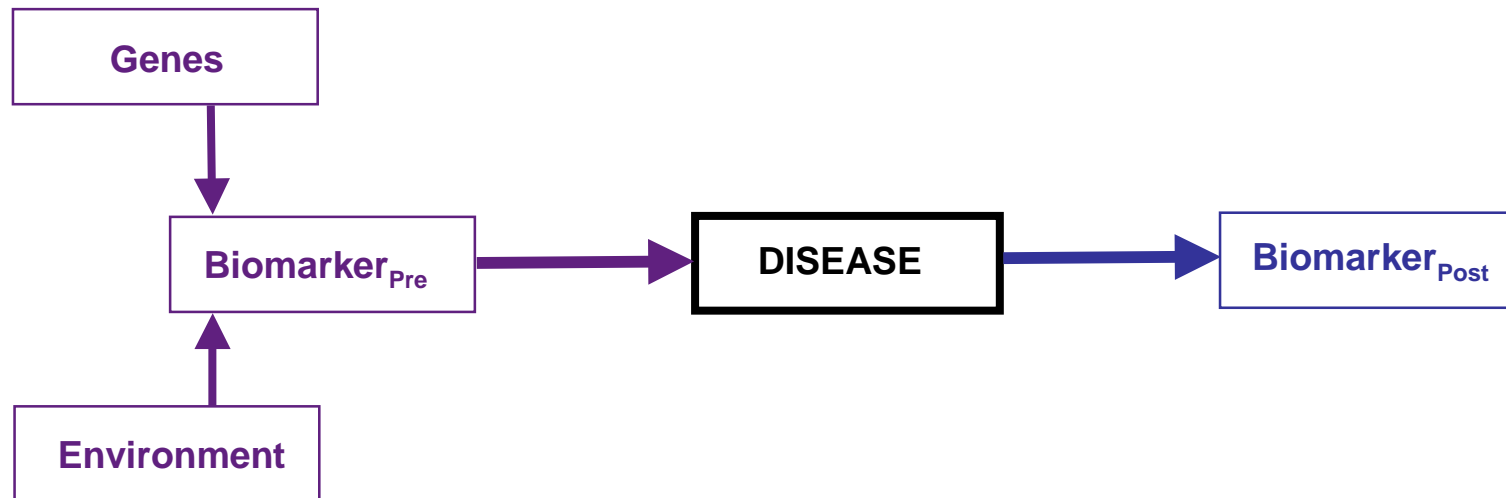 Genes
BiomarkerPre
DISEASE
BiomarkerPost
Environment